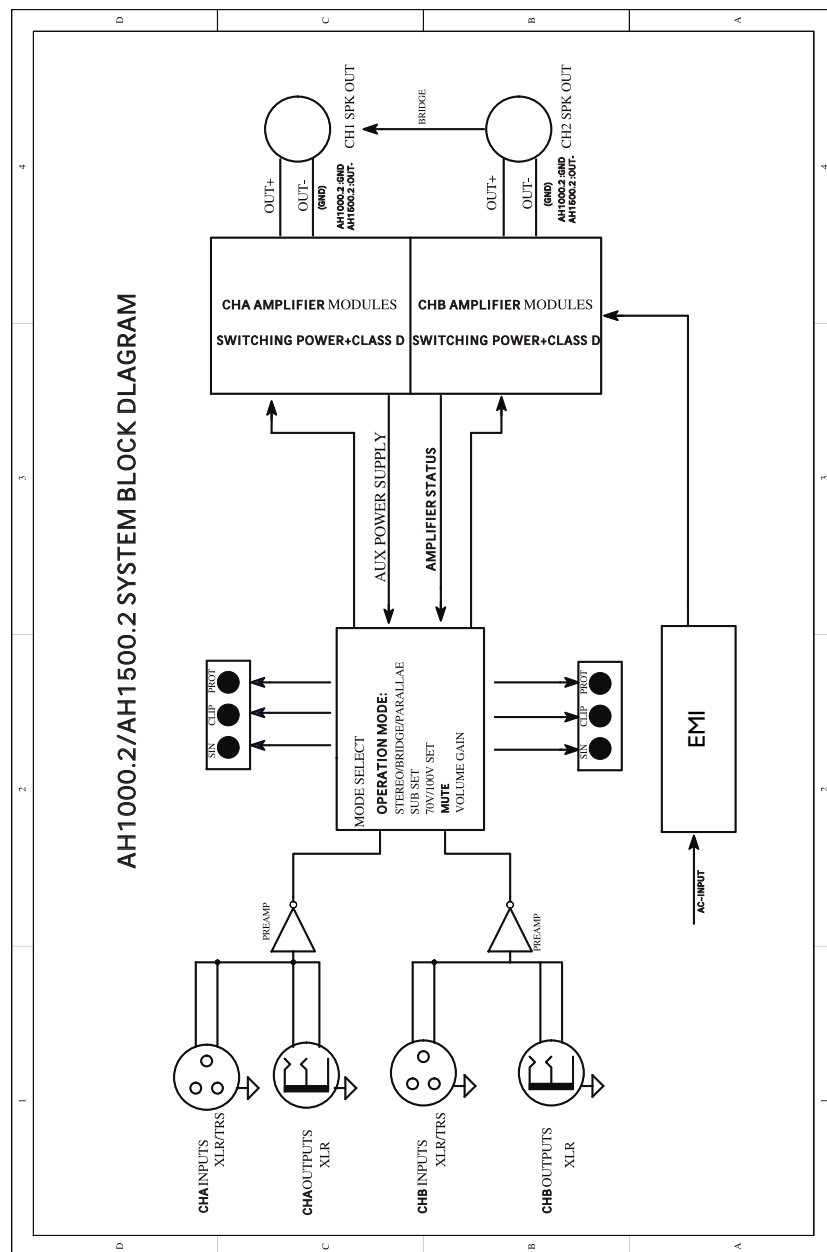 D
C
B
A
4
3
2
1
4
3
2
1
D
C
B
A
AH1000.2/AH1500.2 SYSTEM BLOCK DLAGRAM
CH1 SPK OUT
BRIDGE
CH2 SPK OUT
OUT+
OUT-
(GND)
AH1000.2 :GND
AH1500.2 :OUT-
OUT+
OUT-
(GND)
AH1000.2 :GND
AH1500.2 :OUT-
CHA AMPLIFIER MODULES
SWITCHING POWER+CLASS D
CHB AMPLIFIER MODULES
SWITCHING POWER+CLASS D
AUX POWER SUPPLY
AMPLIFIER STATUS
SIN CLIP PROT
MODE SELECT
OPERATION MODE:
STEREO/BRIDGE/PARALLAE
SUB SET
70V/100V SET
MUTE
VOLUME GAIN
SIN CLIP PROT
EMI
AC-INPUT
PREAMP
PREAMP
CHA INPUTS
XLR/TRS
CHA OUTPUTS
XLR
CHB INPUTS
XLR/TRS
CHB OUTPUTS
XLR